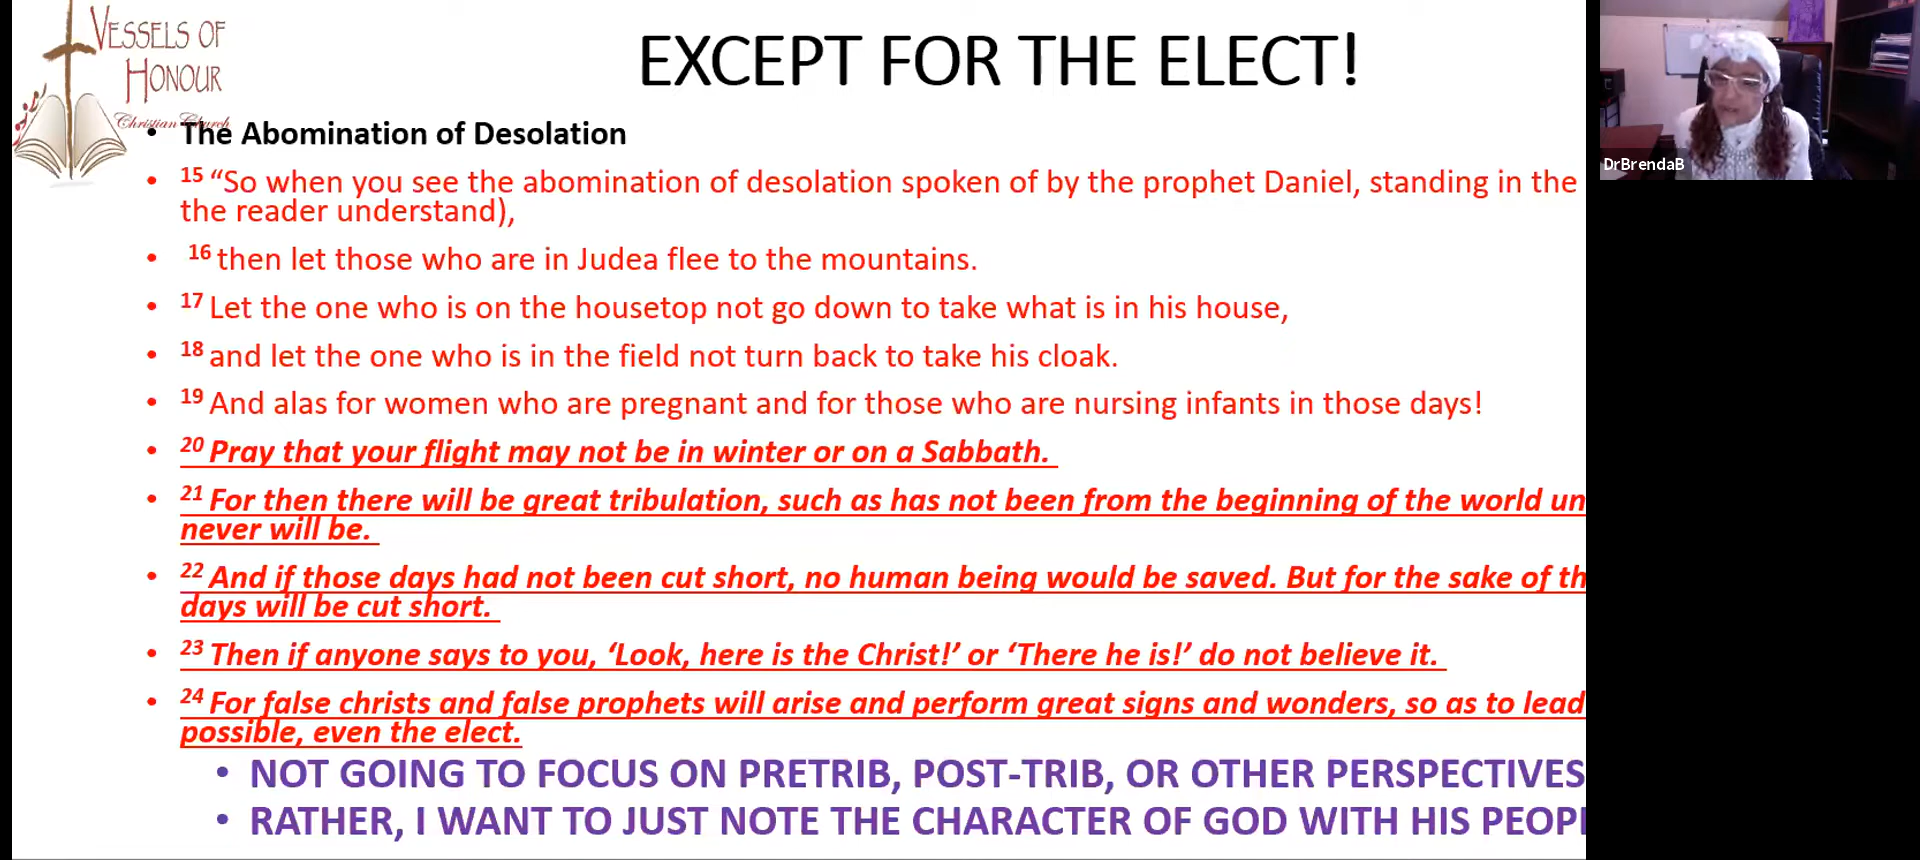 VESSELS OF
HONOUR
Christian Church
EXCEPT FOR THE ELECT!
DrBrendaB
• The Abomination of Desolation
• 15 “So when you see the abomination of desolation spoken of by the prophet Daniel, standing in the
the reader understand),
• 16 then let those who are in Judea flee to the mountains.
• 17 Let the one who is on the housetop not go down to take what is in his house,
• 18 and let the one who is in the field not turn back to take his cloak.
• 19 And alas for women who are pregnant and for those who are nursing infants in those days!
• 20 Pray that your flight may not be in winter or on a Sabbath.
• 21 For then there will be great tribulation, such as has not been from the beginning of the world un
never will be.
• 22 And if those days had not been cut short, no human being would be saved. But for the sake of th
days will be cut short.
• 23 Then if anyone says to you, ‘Look, here is the Christ!’ or ‘There he is!’ do not believe it.
• 24 For false christs and false prophets will arise and perform great signs and wonders, so as to lead
possible, even the elect.
• NOT GOING TO FOCUS ON PRETRIB, POST-TRIB, OR OTHER PERSPECTIVES
• RATHER, I WANT TO JUST NOTE THE CHARACTER OF GOD WITH HIS PEOP